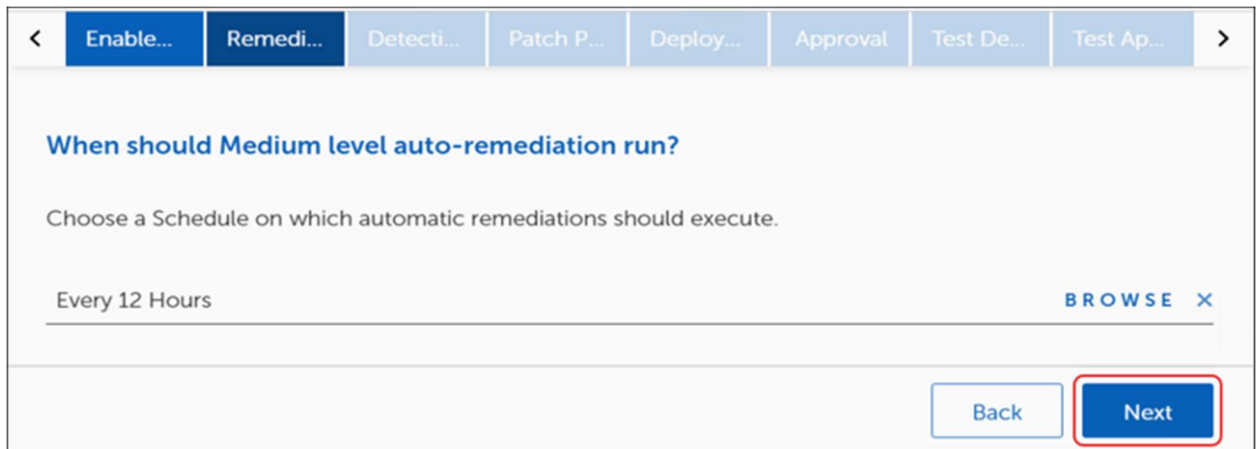 Enable... Remedi... Detecti... Patch P... Deploy... Approval Test De... Test Ap...
When should Medium level auto-remediation run?
Choose a Schedule on which automatic remediations should execute.
Every 12 Hours BROWSE ×
Back Next